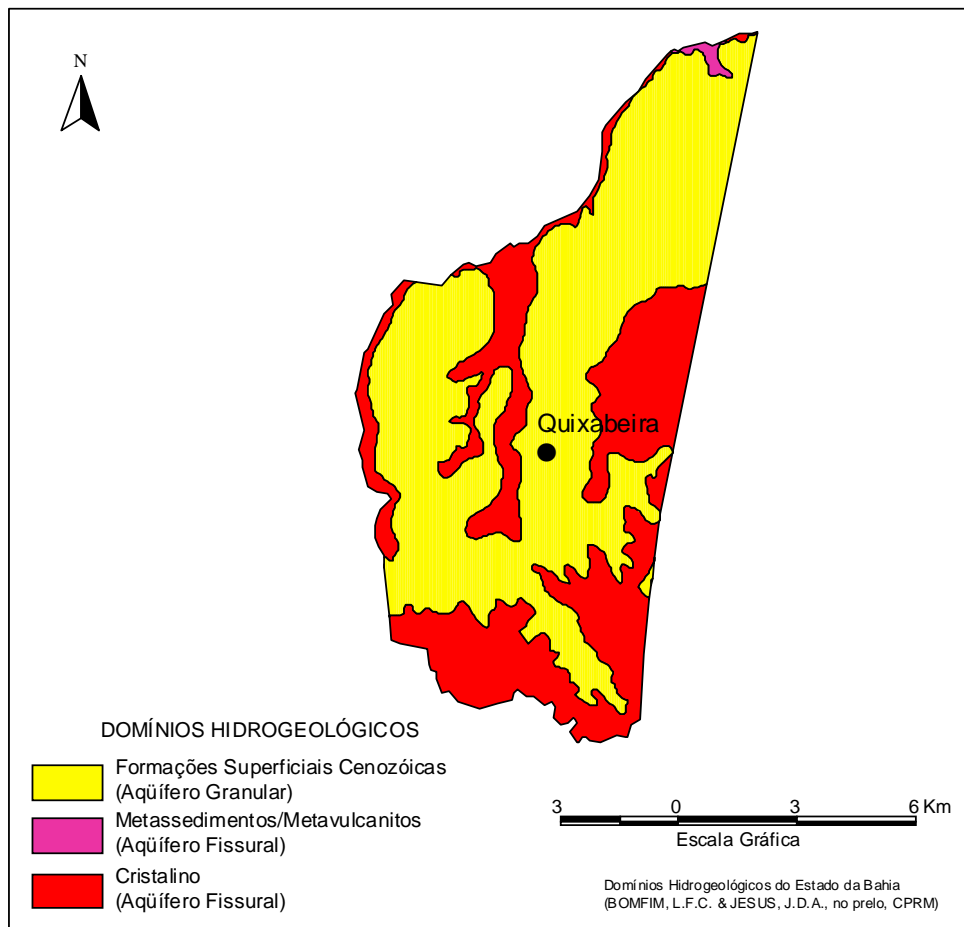 N
Quixabeira
DOMÍNIOS HIDROGEOLÓGICOS
Formações Superficiais Cenozóicas
(Aqüífero Granular)
Metassedimentos/Metavulcanitos
(Aqüífero Fissural)
Cristalino
(Aqüífero Fissural)
3 0 3 6 Km
Escala Gráfica
Domínios Hidrogeológicos do Estado da Bahia
(BOMFIM, L.F.C. & JESUS, J.D.A., no prelo, CPRM)